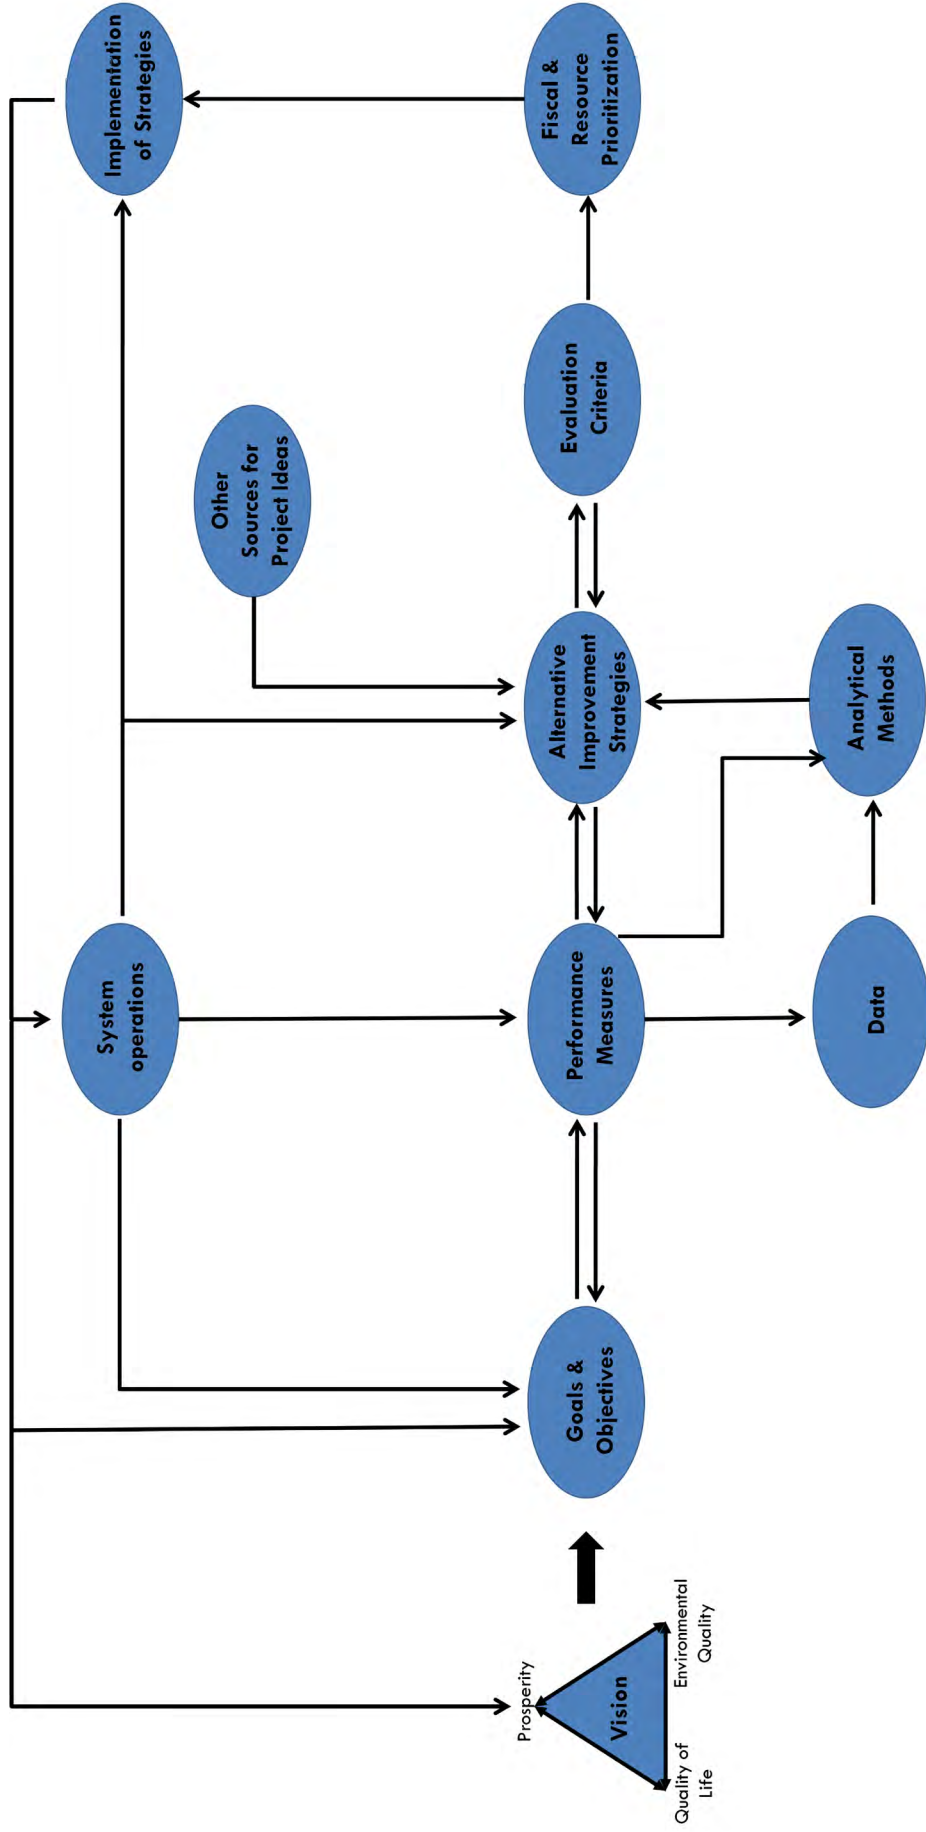 System
operations
Implementation
of Strategies
Other
Sources for
Project Ideas
Prosperity
Vision
Quality of
Life
Environmental
Quality
Goals &
Objectives
Performance
Measures
Alternative
Improvement
Strategies
Evaluation
Criteria
Fiscal &
Resource
Prioritization
Data
Analytical
Methods